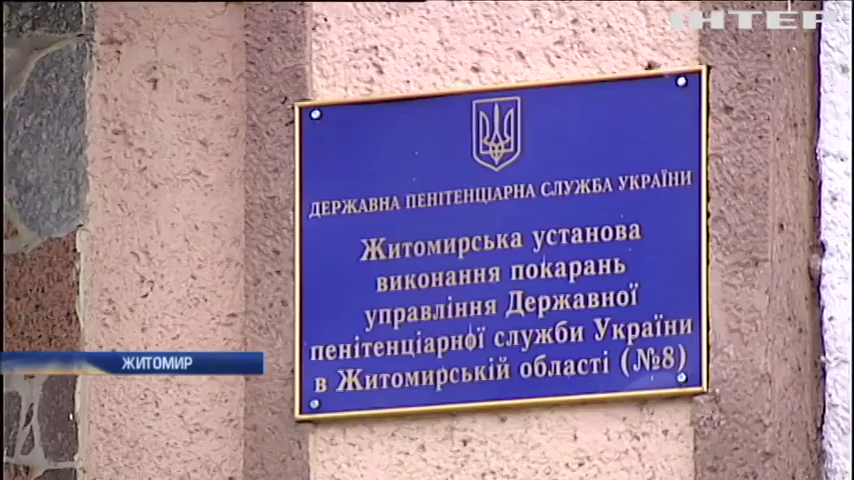 ІНТЕР
ДЕРЖАВНА ПЕНІТЕНЦІАРНА СЛУЖБА УКРАЇНИ
Житомирська установа
виконання покарань
управління Державної
пенітенціарної служби України
в Житомирській області (№8)
ЖИТОМИР